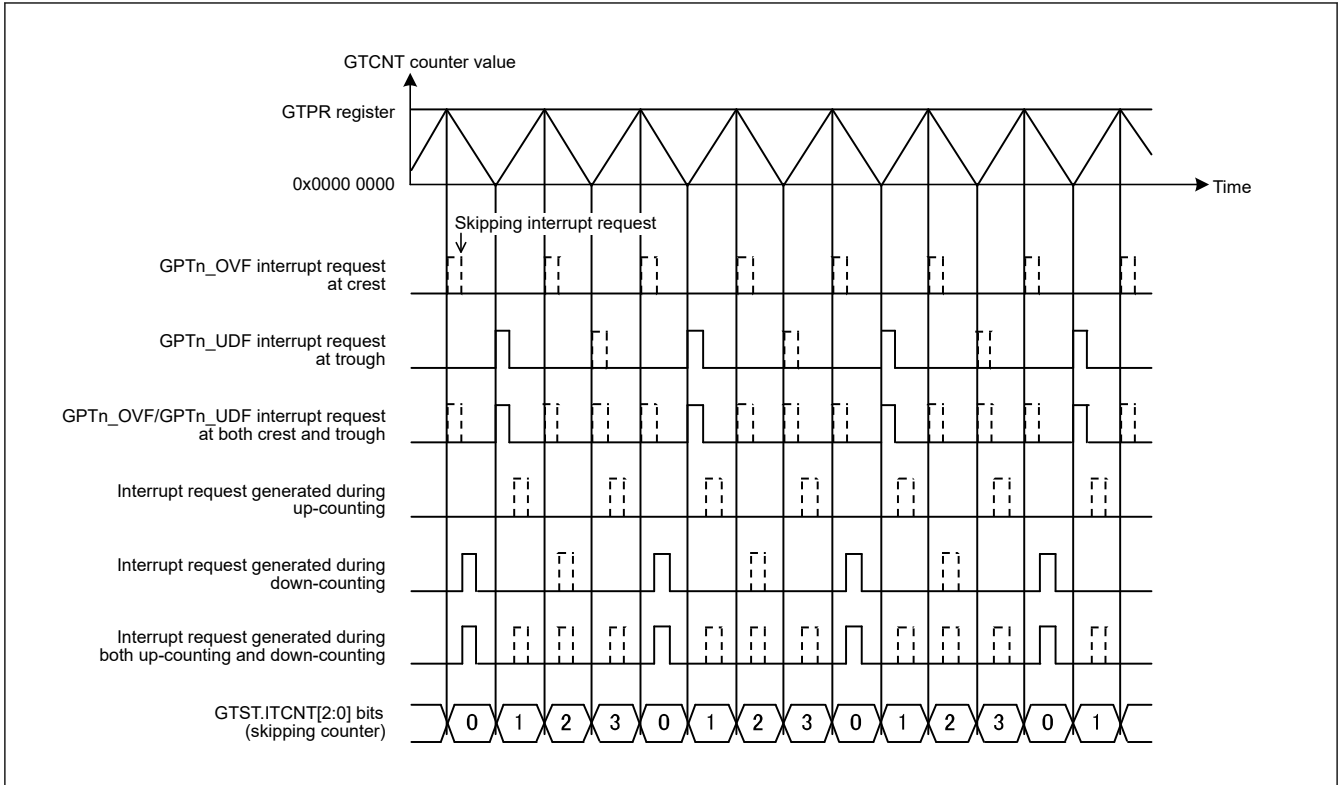 GTCNT counter value
GTPR register
0x0000 0000
Time
Skipping interrupt request
GPTn_OVF interrupt request
at crest
GPTn_UDF interrupt request
at trough
GPTn_OVF/GPTn_UDF interrupt request
at both crest and trough
Interrupt request generated during
up-counting
Interrupt request generated during
down-counting
Interrupt request generated during
both up-counting and down-counting
GTST.ITCNT[2:0] bits
(skipping counter)
0 1 2 3 0 1 2 3 0 1 2 3 0 1